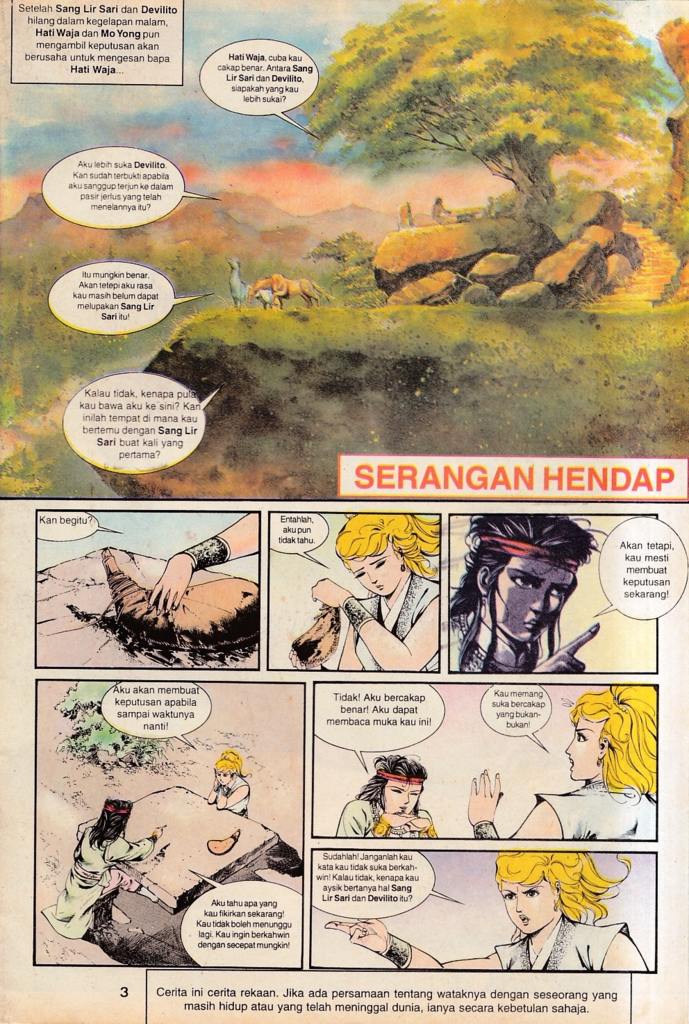 Setelah Sang Lir Sari dan Devilito
hilang dalam kegelapan malam,
Hati Waja dan Mo Yong pun
mengambil keputusan akan
berusaha untuk mengesan bapa
Hati Waja...
Hati Waja, cuba kau
cakap benar. Antara Sang
Lir Sari dan Devilito,
siapakah yang kau
lebih sukai?
Aku lebih suka Devilito.
Kan sudah terbukti apabila
aku sanggup terjun ke dalam
pasir jerlus yang telah
menelannya itu?
Itu mungkin benar.
Akan tetepi aku rasa
kau masih belum dapat
melupakan Sang Lir
Sari itu!
Kalau tidak, kenapa pula
kau bawa aku ke sini? Kan
inilah tempat di mana kau
bertemu dengan Sang Lir
Sari buat kali yang
pertama?
SERANGAN HENDAP
Kan begitu?
Entahlah,
aku pun
tidak tahu.
Akan tetapi,
kau mesti
membuat
keputusan
sekarang!
Aku akan membuat
keputusan apabila
sampai waktunya
nanti!
Aku tahu apa yang
kau fikirkan sekarang!
Kau tidak boleh menunggu
lagi. Kau ingin berkahwin
dengan secepat mungkin!
Tidak! Aku bercakap
benar! Aku dapat
membaca muka kau ini!
Kau memang
suka bercakap
yang bukan-
bukan!
Sudahlah! Janganlah kau
kata kau tidak suka berkah-
win! Kalau tidak, kenapa kau
aysik bertanya hal Sang
Lir Sari dan Devilito itu?
3
Cerita ini cerita rekaan. Jika ada persamaan tentang wataknya dengan seseorang yang
masih hidup atau yang telah meninggal dunia, ianya secara kebetulan sahaja.